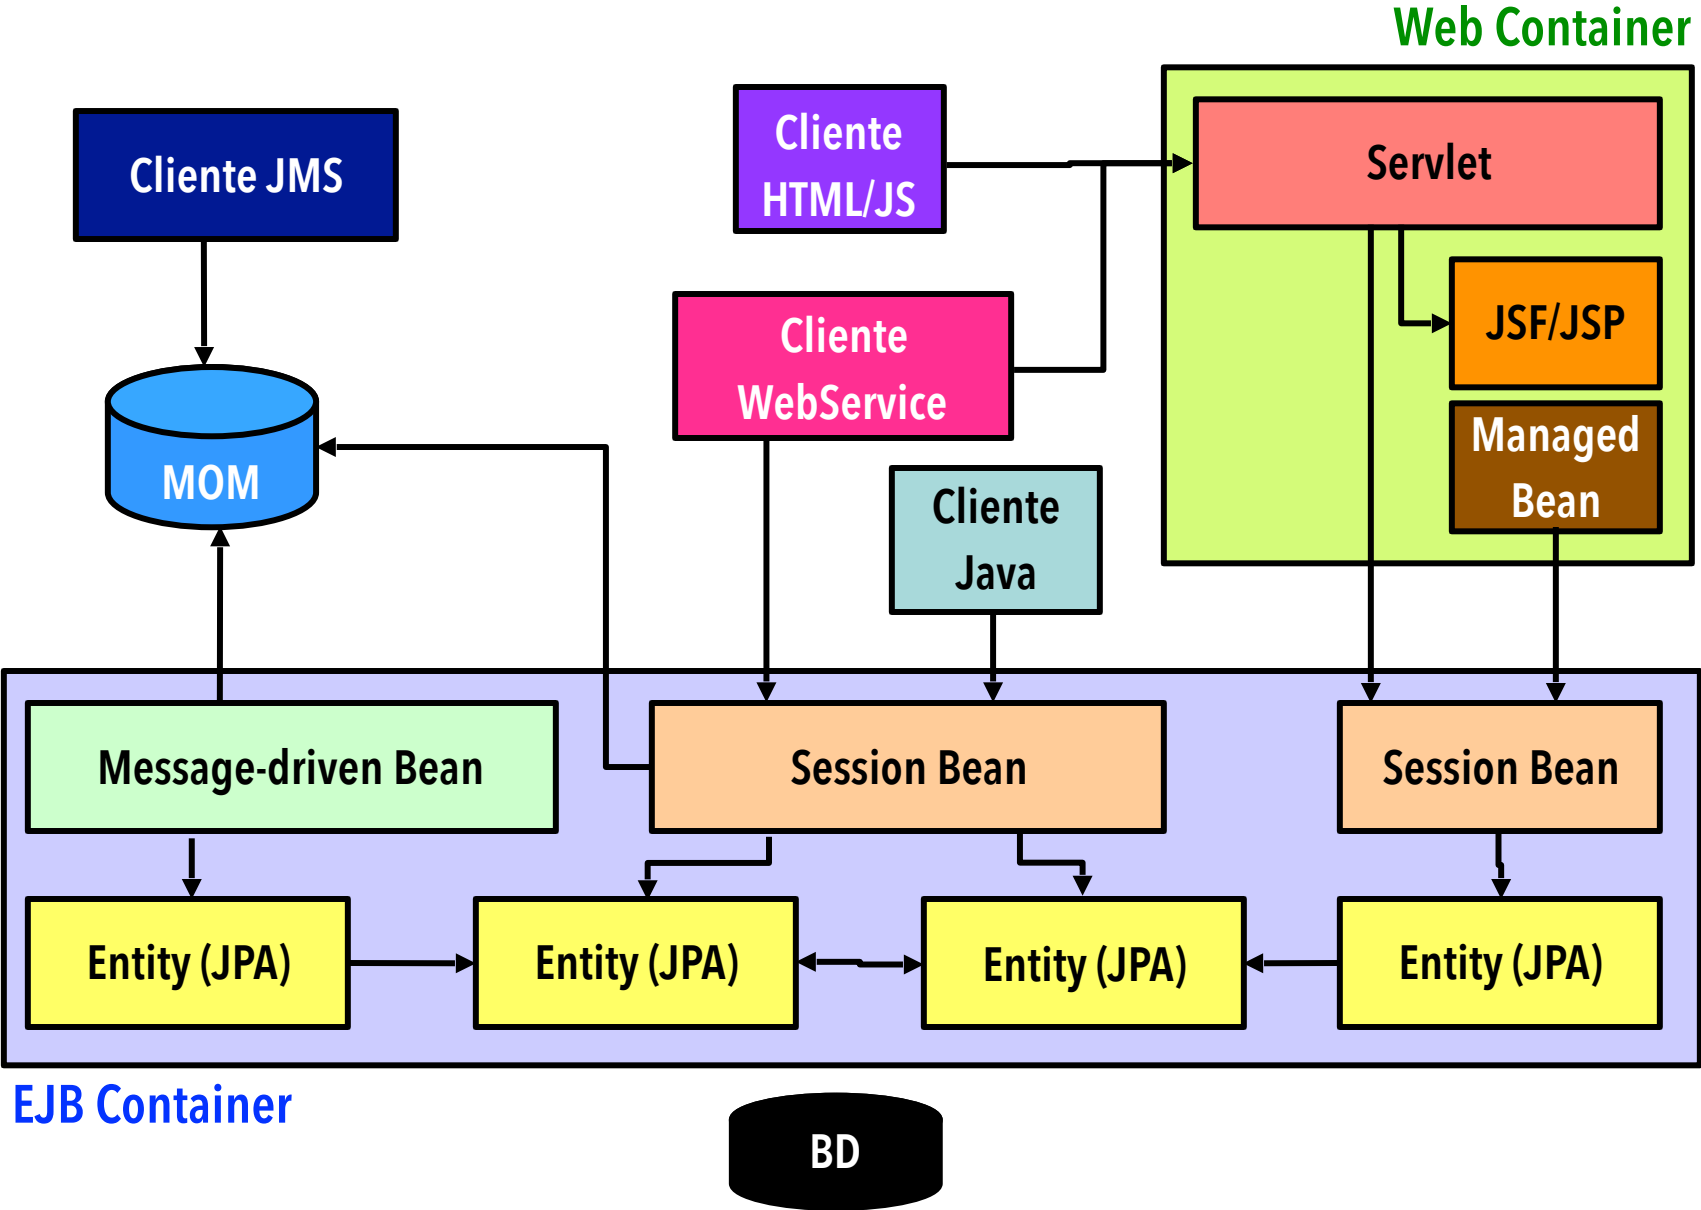 Web Container
Cliente JMS
Cliente
HTML/JS
Servlet
Cliente
WebService
JSF/JSP
MOM
Managed
Bean
Cliente
Java
Message-driven Bean
Session Bean
Session Bean
Entity (JPA)
Entity (JPA)
Entity (JPA)
Entity (JPA)
EJB Container
BD